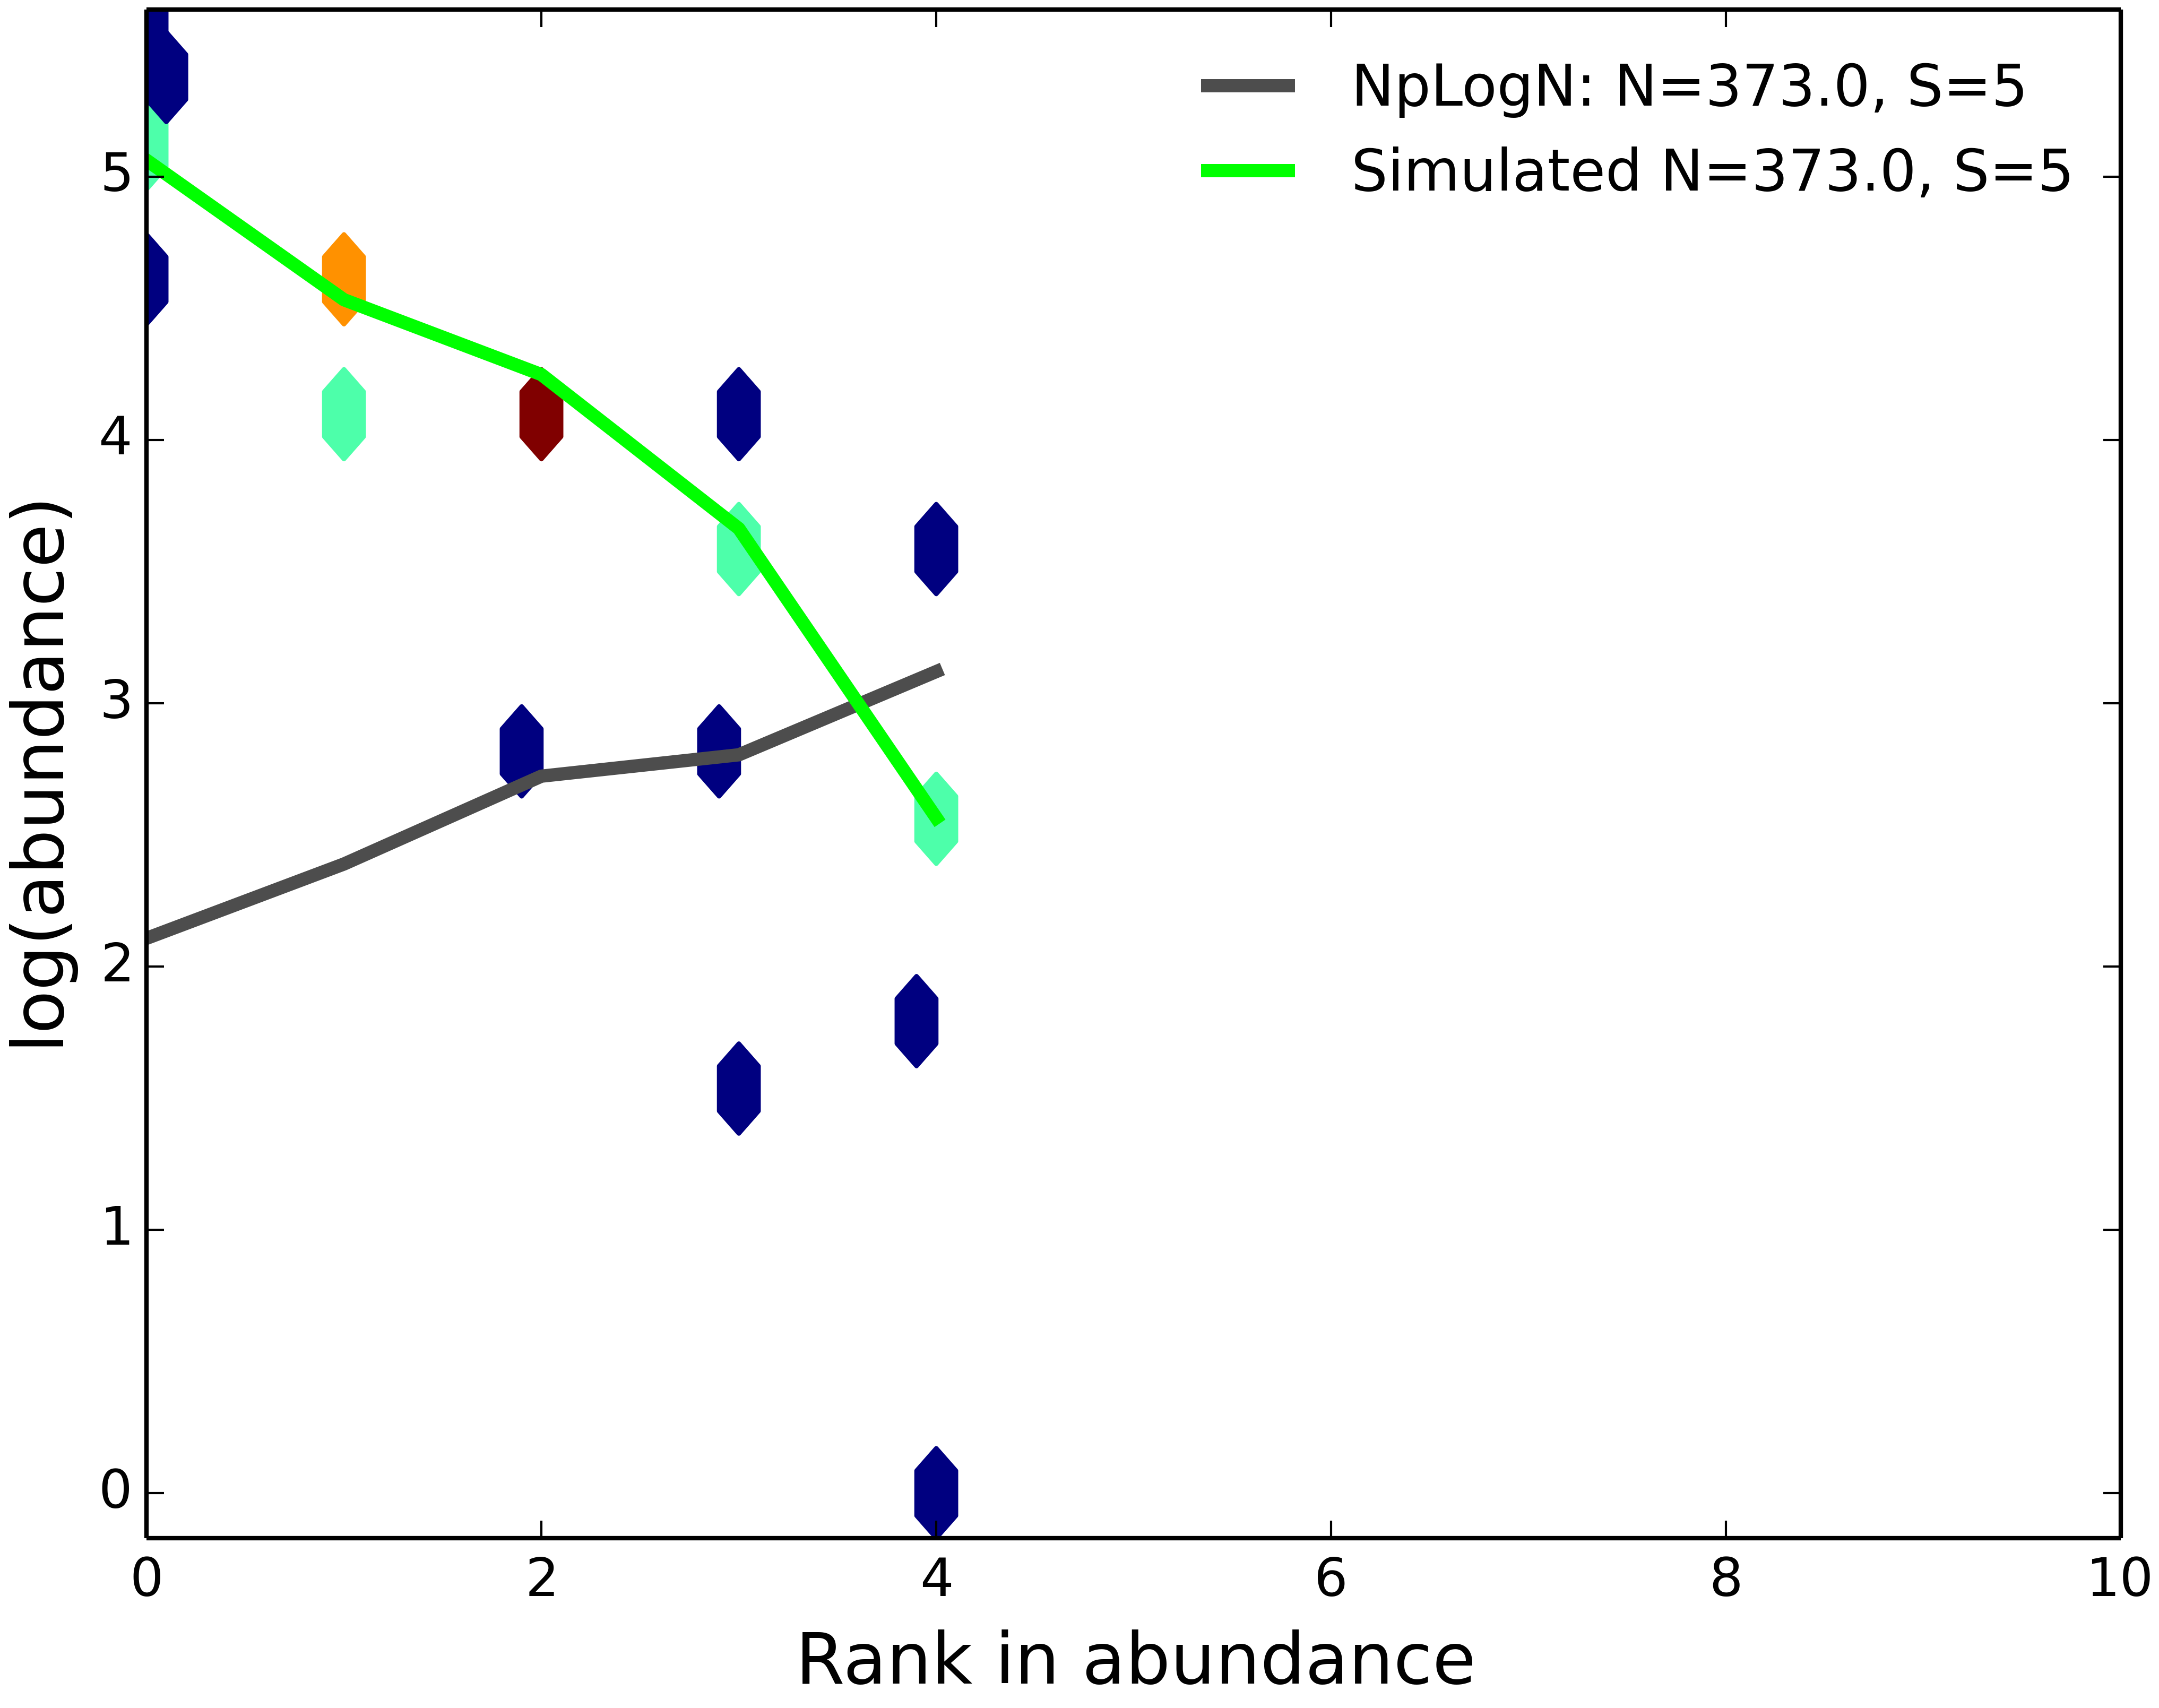 NpLogN: N=373.0, S=5
Simulated N=373.0, S=5
log(abundance)
5
4
3
2
1
0
0 2 4 6 8 10
Rank in abundance